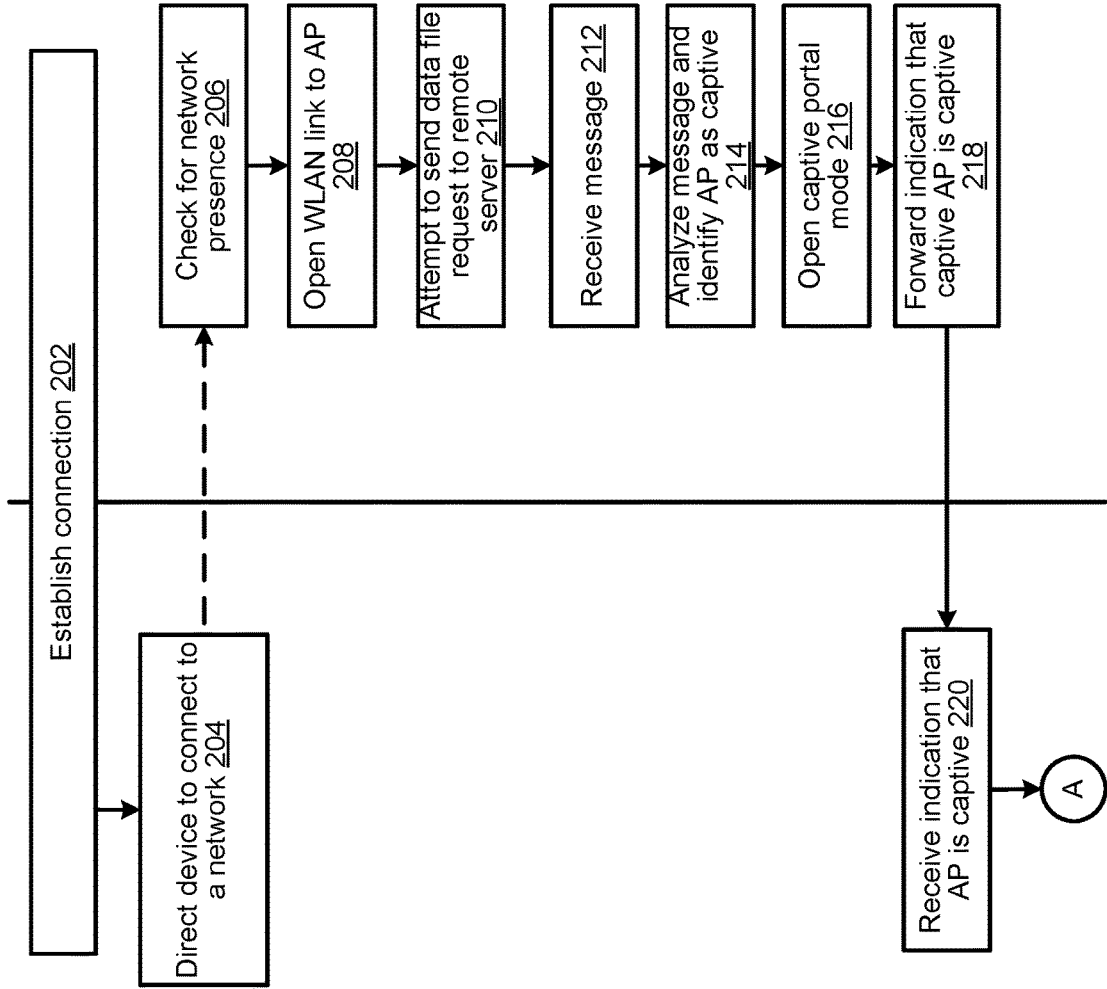 Establish connection 202
Direct device to connect to
a network 204
Check for network
presence 206
Open WLAN link to AP
208
Attempt to send data file
request to remote
server 210
Receive message 212
Analyze message and
identify AP as captive
214
Open captive portal
mode 216
Forward indication that
captive AP is captive
218
Receive indication that
AP is captive 220
A